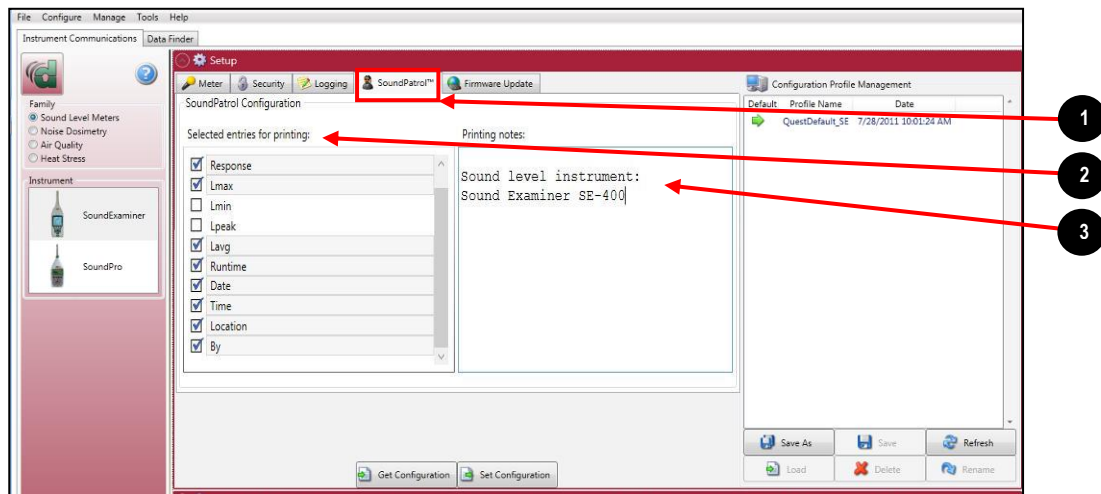 File Configure Manage Tools Help
Instrument Communications Data Finder
Setup
Meter Security Logging SoundPatrol™ Firmware Update
SoundPatrol Configuration
Selected entries for printing:
Response
Lmax
Lmin
Lpeak
Lavg
Runtime
Date
Time
Location
By
Printing notes:
Sound level instrument:
Sound Examiner SE-400
Get Configuration Set Configuration
Family
Sound Level Meters
Noise Dosimetry
Air Quality
Heat Stress
Instrument
SoundExaminer
SoundPro
Configuration Profile Management
Default Profile Name Date
QuestDefault_SE 7/28/2011 10:01:24 AM
Save As Save Refresh
Load Delete Rename
1
2
3